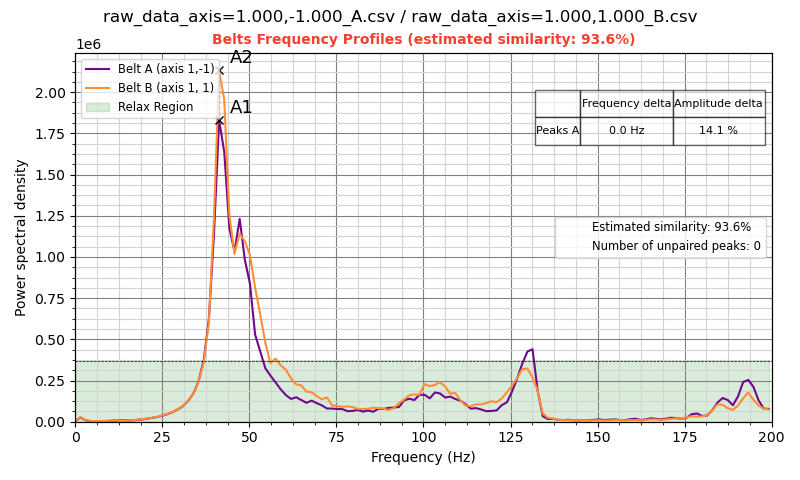 raw_data_axis=1.000,-1.000_A.csv / raw_data_axis=1.000,1.000_B.csv
Belts Frequency Profiles (estimated similarity: 93.6%)
1e6
A2
A1
Belt A (axis 1,-1)
Belt B (axis 1, 1)
Relax Region
Frequency delta Amplitude delta
Peaks A 0.0 Hz 14.1 %
Estimated similarity: 93.6%
Number of unpaired peaks: 0
Power spectral density
2.00
1.75
1.50
1.25
1.00
0.75
0.50
0.25
0.00
0 25 50 75 100 125 150 175 200
Frequency (Hz)